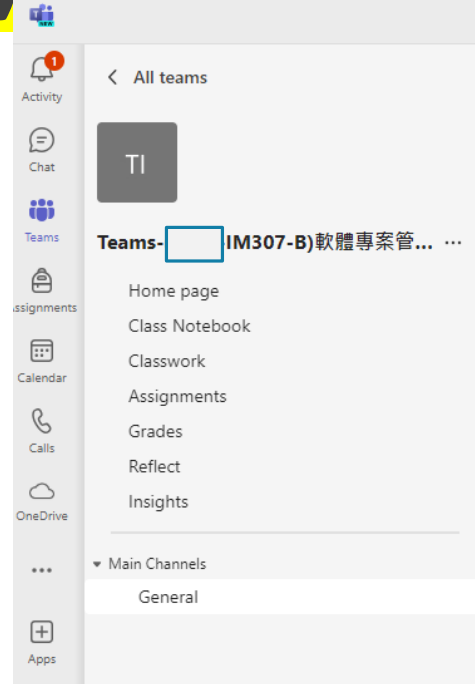 NEW
1
Activity
Chat
Teams
ssignments
Calendar
Calls
OneDrive
Apps
All teams
TI
Teams- -IM307-B)軟體專案管... ...
Home page
Class Notebook
Classwork
Assignments
Grades
Reflect
Insights
Main Channels
General